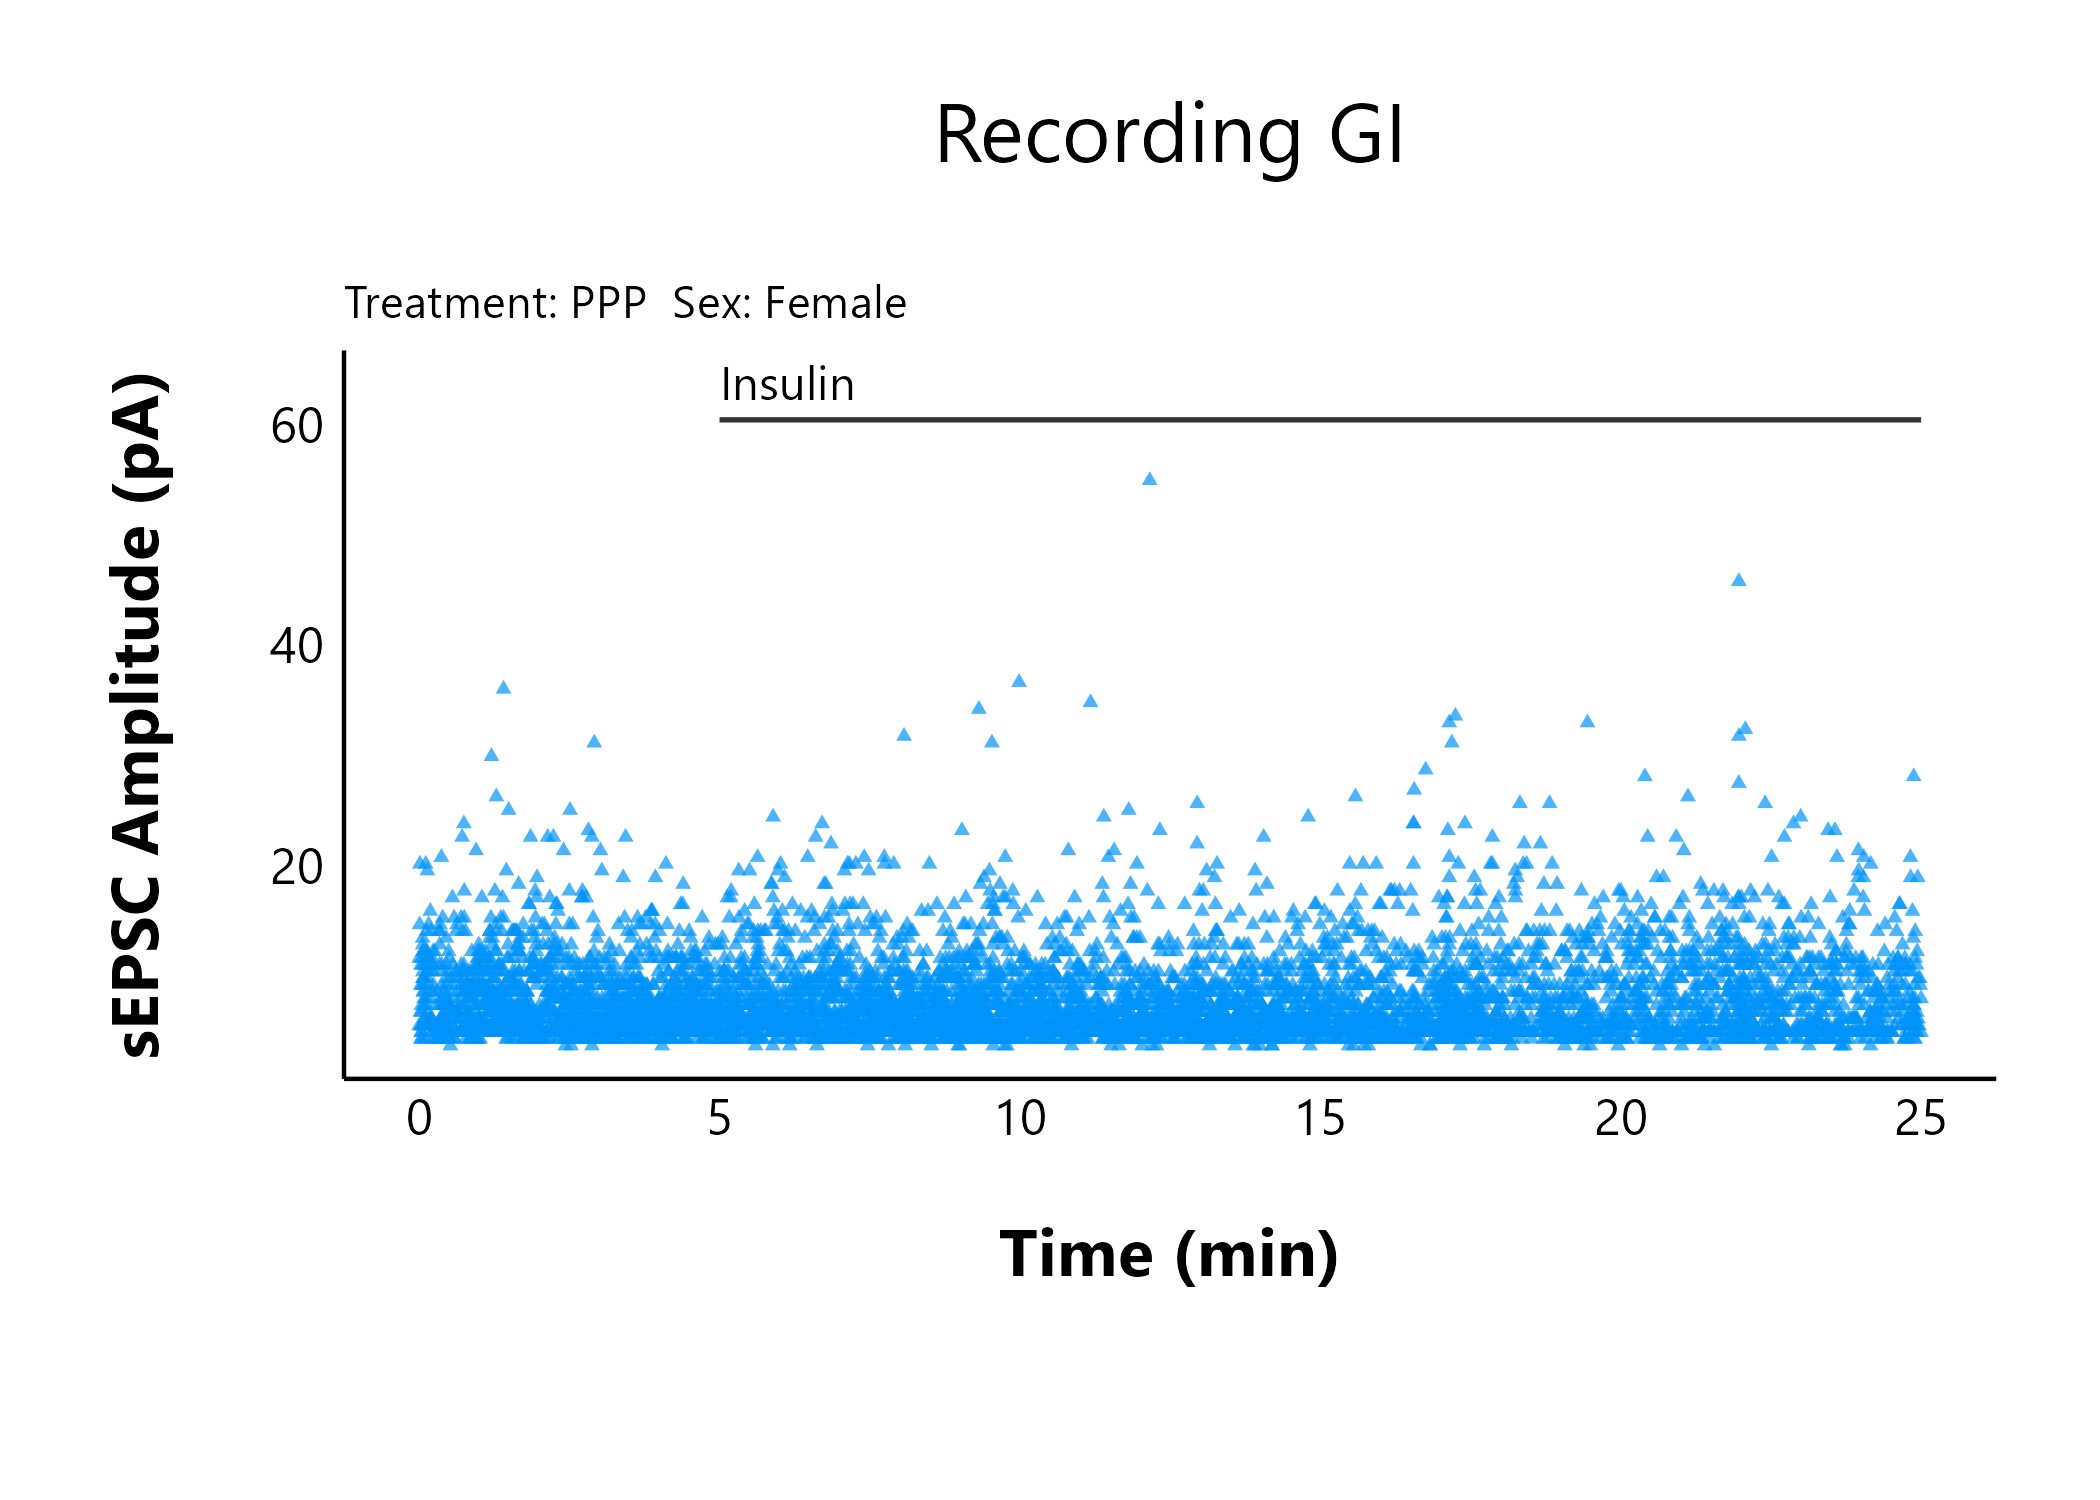 Recording GI
Treatment: PPP  Sex: Female
Insulin
sEPSC Amplitude (pA)
60
40
20
0 5 10 15 20 25
Time (min)